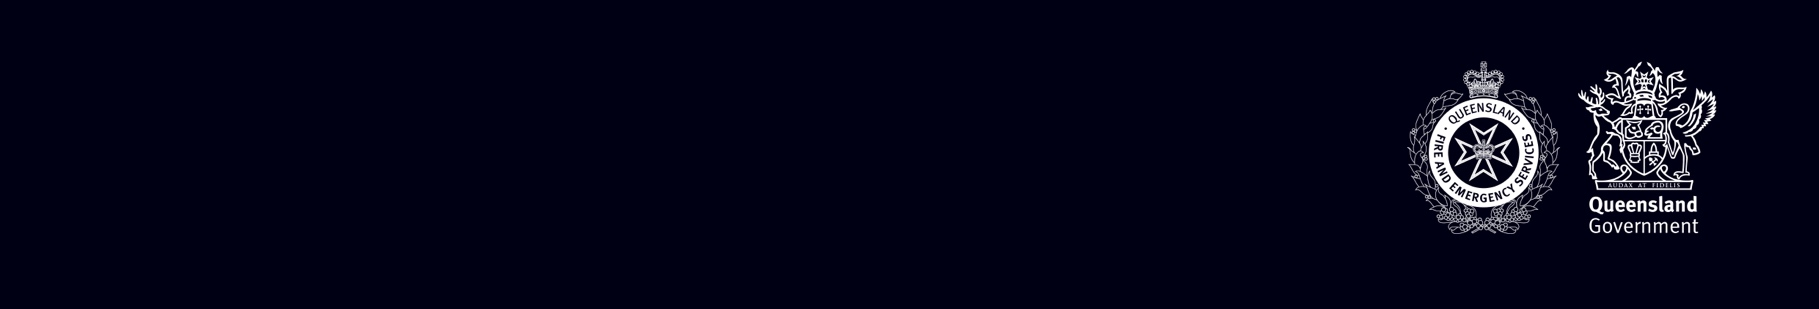 QUEENSLAND
FIRE AND EMERGENCY SERVICES
AUDAX AT FIDELIS
Queensland
Government